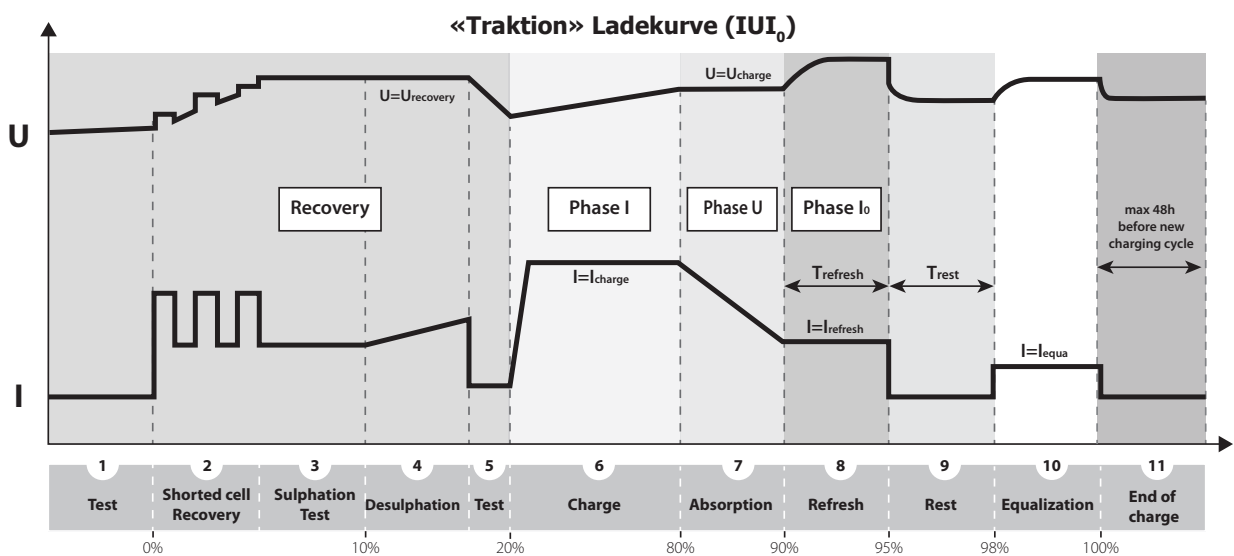 «Traktion» Ladekurve (IUI0)
U
U=Urecovery
U=Ucharge
Recovery
Phase I
Phase U
Phase I0
max 48h
before new
charging cycle
I=Icharge
Trefresh
Trest
I=Irefresh
I=Iequa
I
1
2
3
4
5
6
7
8
9
10
11
Test
Shorted cell
Recovery
Sulphation
Test
Desulphation
Test
Charge
Absorption
Refresh
Rest
Equalization
End of
charge
0%
10%
20%
80%
90%
95%
98%
100%